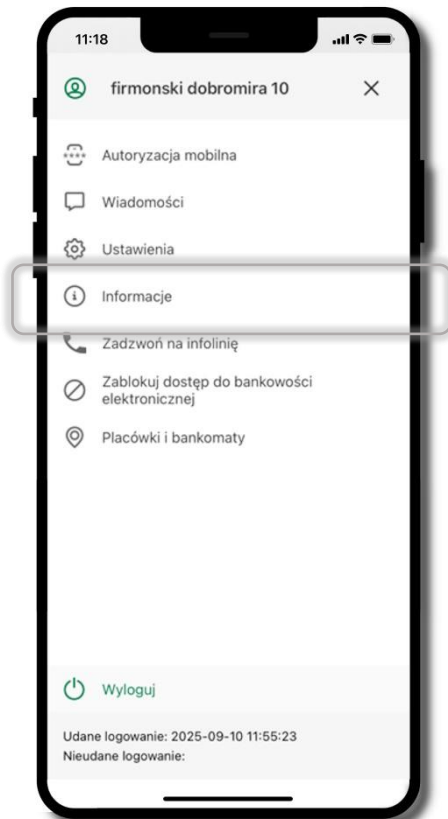 11:18
firmonski dobromira 10
Autoryzacja mobilna
Wiadomości
Ustawienia
Informacje
Zadzwoń na infolinię
Zablokuj dostęp do bankowości
elektronicznej
Placówki i bankomaty
Wyloguj
Udane logowanie: 2025-09-10 11:55:23
Nieudane logowanie: